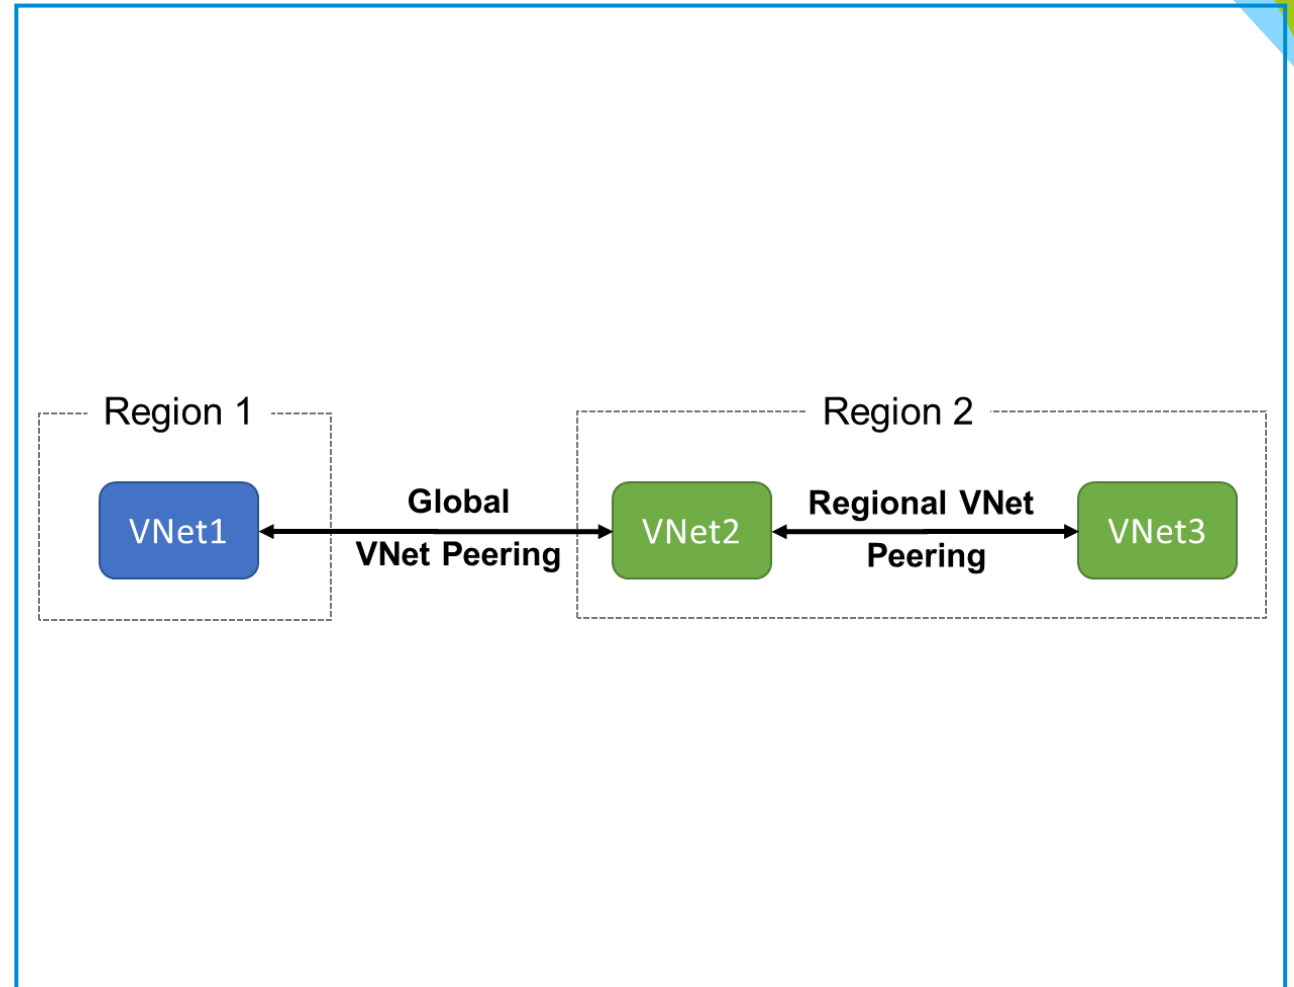 Region 1
Region 2
VNet1
Global
VNet Peering
VNet2
Regional VNet
Peering
VNet3